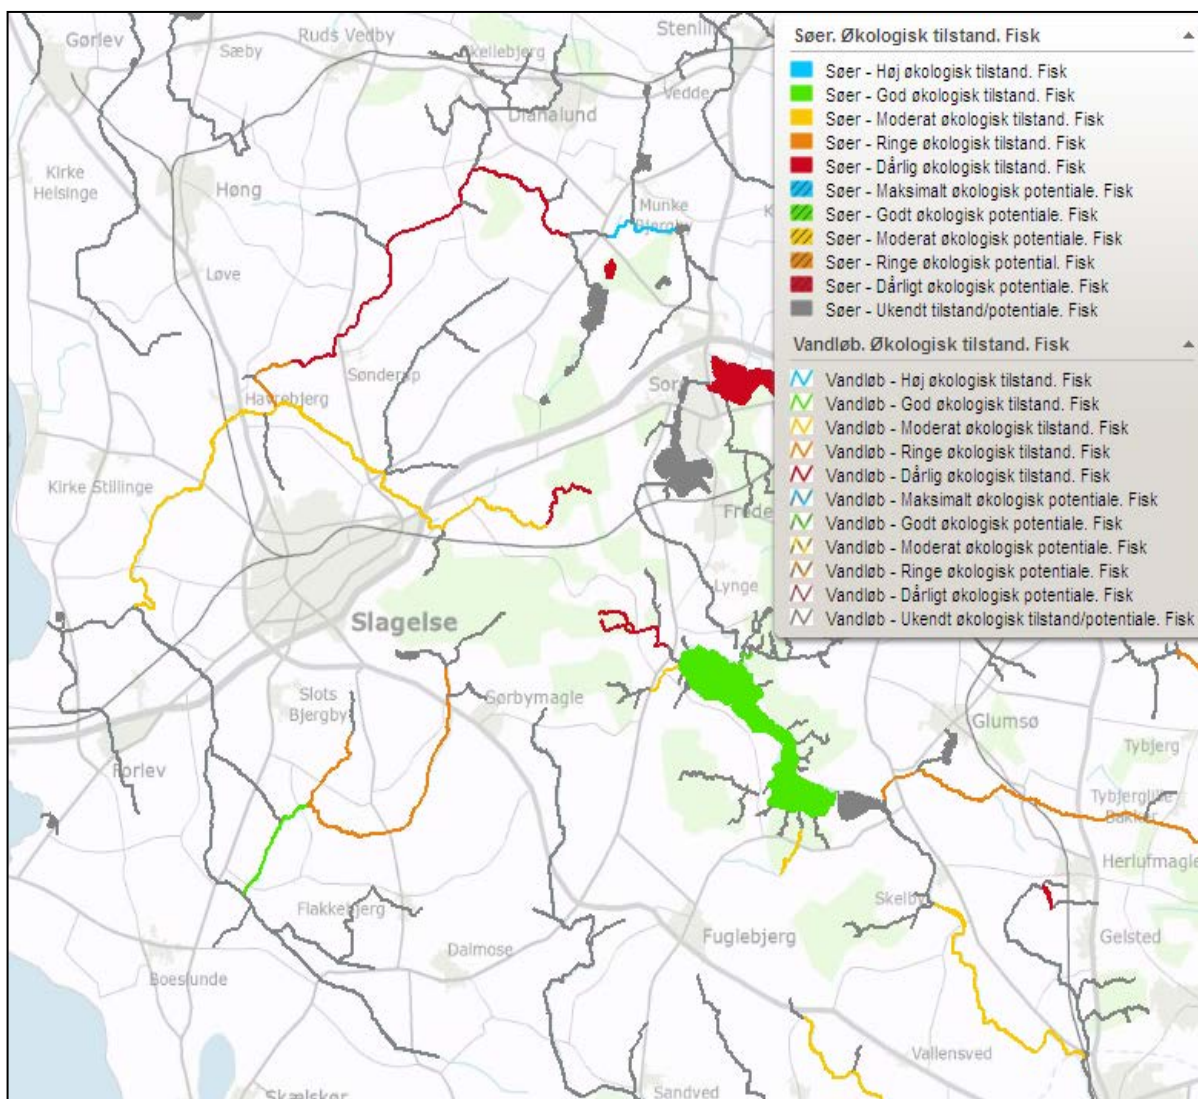 Søer. Økologisk tilstand. Fisk
Søer - Høj økologisk tilstand. Fisk
Søer - God økologisk tilstand. Fisk
Søer - Moderat økologisk tilstand. Fisk
Søer - Ringe økologisk tilstand. Fisk
Søer - Dårlig økologisk tilstand. Fisk
Søer - Maksimalt økologisk potentiale. Fisk
Søer - Godt økologisk potentiale. Fisk
Søer - Moderat økologisk potentiale. Fisk
Søer - Ringe økologisk potential. Fisk
Søer - Dårligt økologisk potentiale. Fisk
Søer - Ukendt tilstand/potentiale. Fisk
Vandløb. Økologisk tilstand. Fisk
Vandløb - Høj økologisk tilstand. Fisk
Vandløb - God økologisk tilstand. Fisk
Vandløb - Moderat økologisk tilstand. Fisk
Vandløb - Ringe økologisk tilstand. Fisk
Vandløb - Dårlig økologisk tilstand. Fisk
Vandløb - Maksimalt økologisk potentiale. Fisk
Vandløb - Godt økologisk potentiale. Fisk
Vandløb - Moderat økologisk potentiale. Fisk
Vandløb - Ringe økologisk potentiale. Fisk
Vandløb - Dårligt økologisk potentiale. Fisk
Vandløb - Ukendt økologisk tilstand/potentiale. Fisk
Gørlev
Sæby
Ruds Vedby
Stenlille
Vedde
Dianalund
Kirke
Helsinge
Høng
Munke
Bjergby
Løve
Sønderup
Havrebjerg
Kirke Stillinge
Frede
Lynge
Slagelse
Slots
Bjergby
Sørbymagle
Glumsø
Tybjerg
Forlev
Tybjerglille
Bakker
Herlufmagle
Flakkebjerg
Skelby
Fuglebjerg
Gelsted
Dalmose
Boeslunde
Vallensved
Skælskør
Sandved